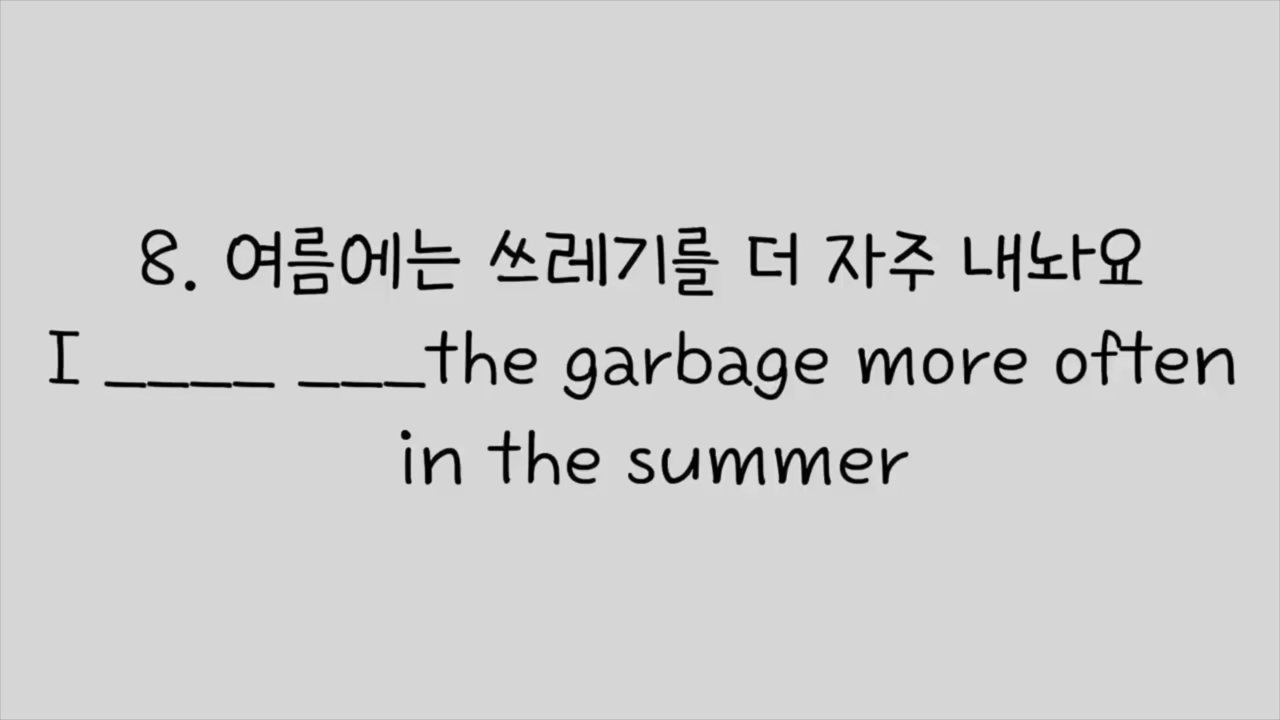 8. 여름에는 쓰레기를 더 자주 내놔요
I ____ ___the garbage more often
in the summer